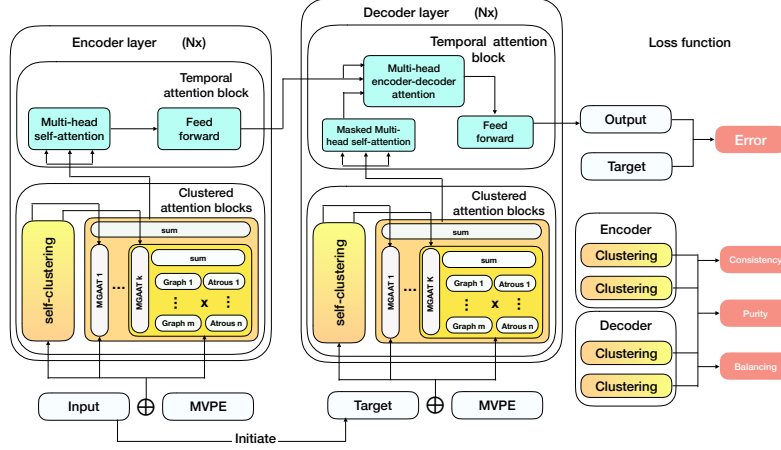 Encoder layer (Nx)
Temporal
attention block
Multi-head
self-attention
Feed
forward
Clustered
attention blocks
self-clustering
sum
MGAAT 1
...
MGAAT k
sum
Graph 1
Atrous 1
⋮ x ⋮
Graph m
Atrous n
Input
⊕
MVPE
Initiate
Decoder layer (Nx)
Temporal attention
block
Multi-head
encoder-decoder
attention
Masked Multi-
head self-attention
Feed
forward
Clustered
attention blocks
self-clustering
sum
MGAAT 1
...
MGAAT K
sum
Graph 1
Atrous 1
⋮ x ⋮
Graph m
Atrous n
Target
⊕
MVPE
Loss function
Output
Target
Error
Encoder
Clustering
Clustering
Decoder
Clustering
Clustering
Consistency
Purity
Balancing